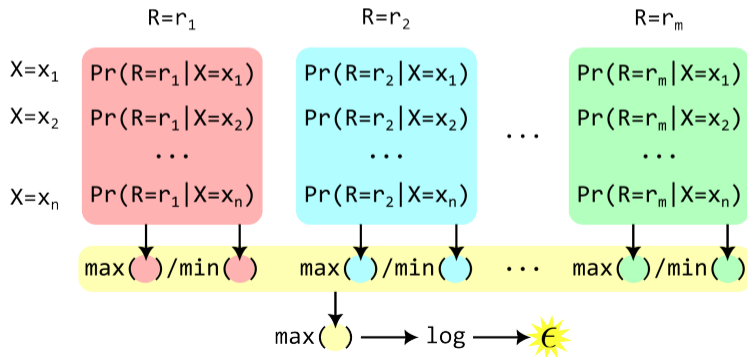 R=r₁ R=r₂ R=rₘ
X=x₁ Pr(R=r₁|X=x₁) Pr(R=r₂|X=x₁) Pr(R=rₘ|X=x₁)
X=x₂ Pr(R=r₁|X=x₂) Pr(R=r₂|X=x₂) ... Pr(R=rₘ|X=x₂)
... ... ...
X=xₙ Pr(R=r₁|X=xₙ) Pr(R=r₂|X=xₙ) Pr(R=rₘ|X=xₙ)
max( )/min( ) max( )/min( ) ... max( )/min( )
max( ) log ϵ